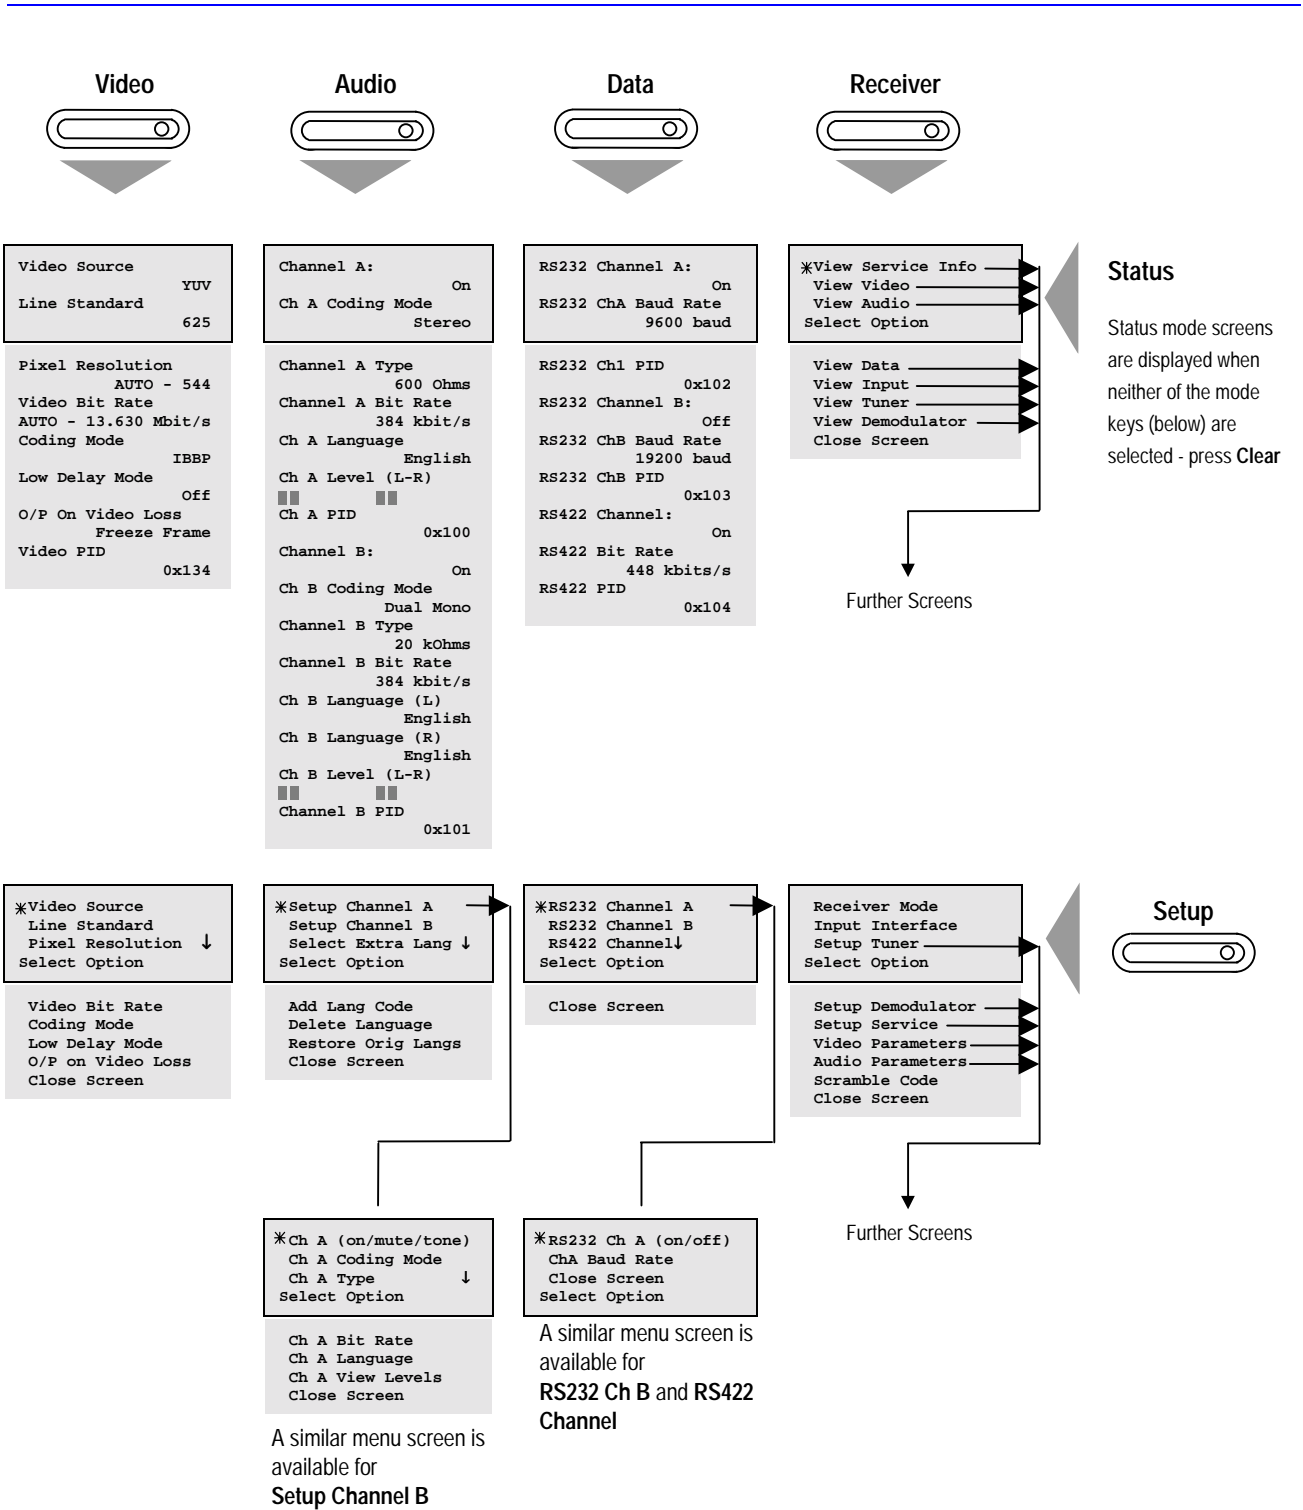 Video
Audio
Data
Receiver
Video Source
YUV
Line Standard
625
Pixel Resolution
AUTO - 544
Video Bit Rate
AUTO - 13.630 Mbit/s
Coding Mode
IBBP
Low Delay Mode
Off
O/P On Video Loss
Freeze Frame
Video PID
0x134
Channel A:
On
Ch A Coding Mode
Stereo
Channel A Type
600 Ohms
Channel A Bit Rate
384 kbit/s
Ch A Language
English
Ch A Level (L-R)
Ch A PID
0x100
Channel B:
On
Ch B Coding Mode
Dual Mono
Channel B Type
20 kOhms
Channel B Bit Rate
384 kbit/s
Ch B Language (L)
English
Ch B Language (R)
English
Ch B Level (L-R)
Channel B PID
0x101
RS232 Channel A:
On
RS232 ChA Baud Rate
9600 baud
RS232 Ch1 PID
0x102
RS232 Channel B:
Off
RS232 ChB Baud Rate
19200 baud
RS232 ChB PID
0x103
RS422 Channel:
On
RS422 Bit Rate
448 kbits/s
RS422 PID
0x104
*View Service Info
View Video
View Audio
Select Option
View Data
View Input
View Tuner
View Demodulator
Close Screen
Further Screens
Status
Status mode screens
are displayed when
neither of the mode
keys (below) are
selected - press Clear
*Video Source
Line Standard
Pixel Resolution ↓
Select Option
Video Bit Rate
Coding Mode
Low Delay Mode
O/P on Video Loss
Close Screen
*Setup Channel A
Setup Channel B
Select Extra Lang ↓
Select Option
Add Lang Code
Delete Language
Restore Orig Langs
Close Screen
*RS232 Channel A
RS232 Channel B
RS422 Channel↓
Select Option
Close Screen
Receiver Mode
Input Interface
Setup Tuner
Select Option
Setup Demodulator
Setup Service
Video Parameters
Audio Parameters
Scramble Code
Close Screen
Setup
Further Screens
*Ch A (on/mute/tone)
Ch A Coding Mode
Ch A Type ↓
Select Option
Ch A Bit Rate
Ch A Language
Ch A View Levels
Close Screen
A similar menu screen is
available for
Setup Channel B
*RS232 Ch A (on/off)
ChA Baud Rate
Close Screen
Select Option
A similar menu screen is
available for
RS232 Ch B and RS422
Channel